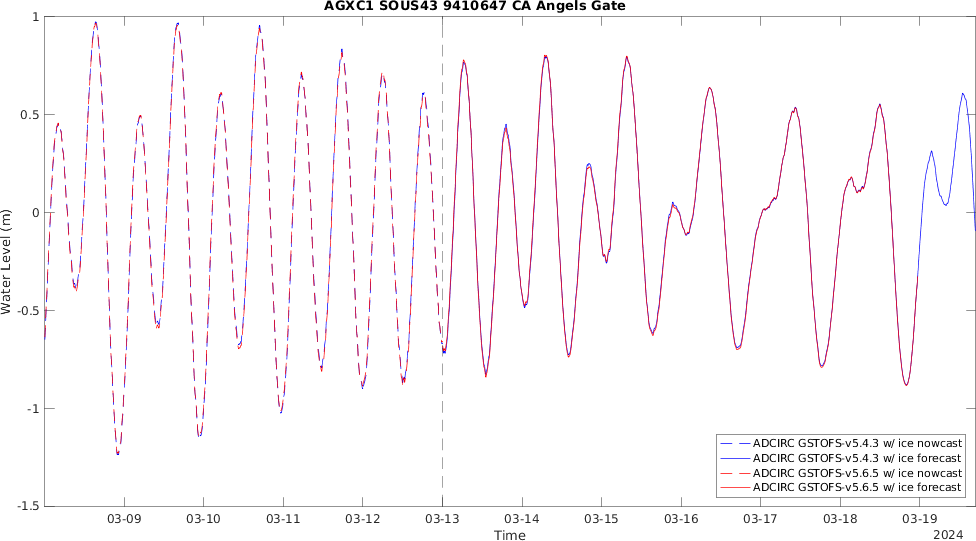 AGXC1 SOUS43 9410647 CA Angels Gate
1
0.5
0
-0.5
-1
-1.5
Water Level (m)
03-09 03-10 03-11 03-12 03-13 03-14 03-15 03-16 03-17 03-18 03-19
Time
2024
ADCIRC GSTOFS-v5.4.3 w/ ice nowcast
ADCIRC GSTOFS-v5.4.3 w/ ice forecast
ADCIRC GSTOFS-v5.6.5 w/ ice nowcast
ADCIRC GSTOFS-v5.6.5 w/ ice forecast